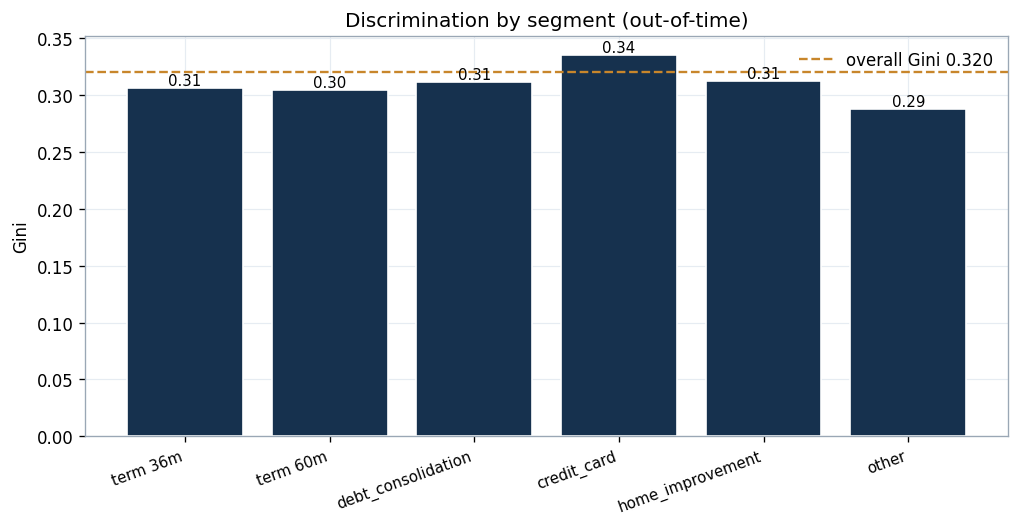 Discrimination by segment (out-of-time)
overall Gini 0.320
Gini
0.35
0.30
0.25
0.20
0.15
0.10
0.05
0.00
0.31
0.30
0.31
0.34
0.31
0.29
term 36m
term 60m
debt_consolidation
credit_card
home_improvement
other